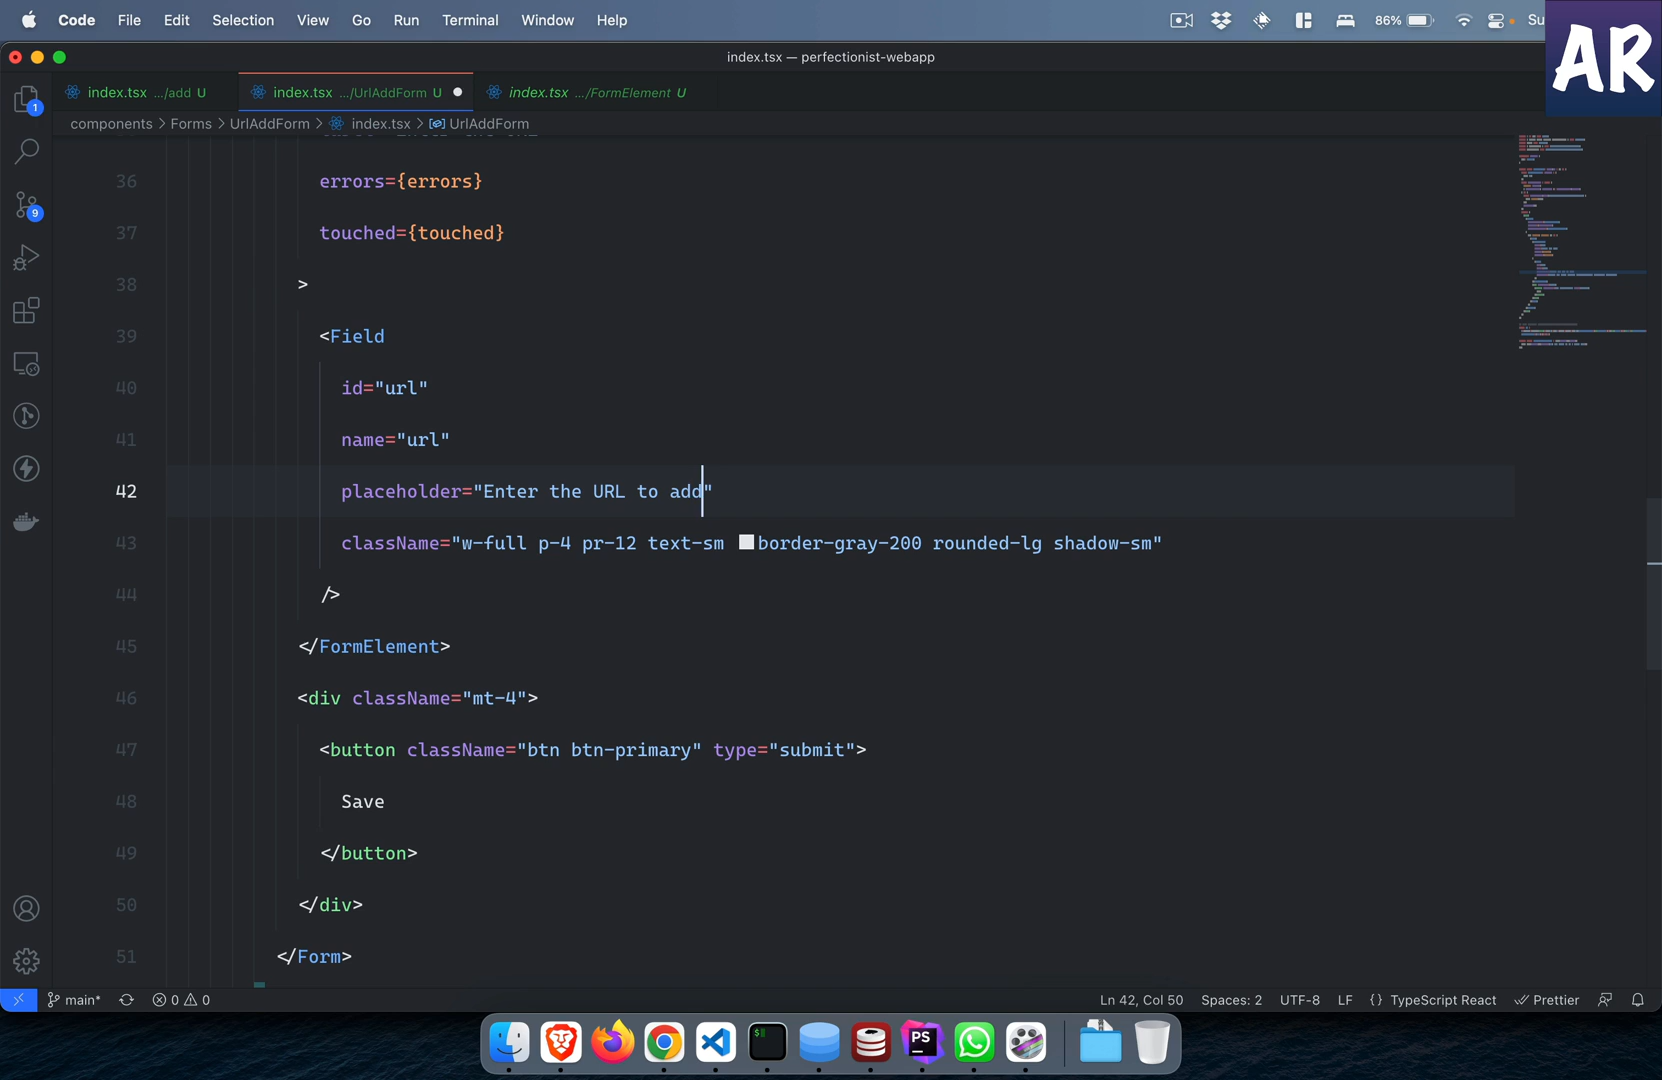 Code File Edit Selection View Go Run Terminal Window Help 86% Su
AR
index.tsx — perfectionist-webapp
index.tsx .../add U index.tsx .../UrlAddForm U index.tsx .../FormElement U
components > Forms > UrlAddForm > index.tsx > UrlAddForm
1
9
36 errors={errors}
37 touched={touched}
38 >
39 <Field
40 id="url"
41 name="url"
42 placeholder="Enter the URL to add"
43 className="w-full p-4 pr-12 text-sm border-gray-200 rounded-lg shadow-sm"
44 />
45 </FormElement>
46 <div className="mt-4">
47 <button className="btn btn-primary" type="submit">
48 Save
49 </button>
50 </div>
51 </Form>
main* 0 0 Ln 42, Col 50 Spaces: 2 UTF-8 LF {} TypeScript React Prettier
$
PS